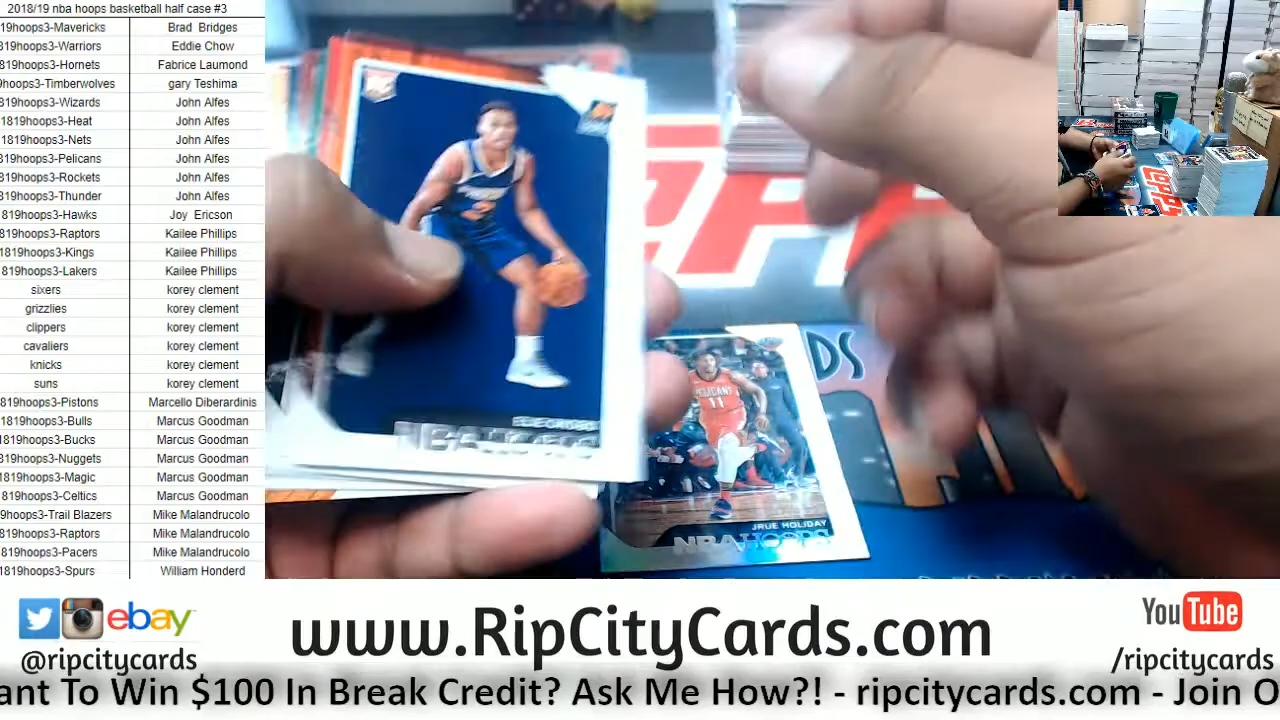 2018/19 nba hoops basketball half case #3
19hoops3-Mavericks Brad Bridges
819hoops3-Warriors Eddie Chow
819hoops3-Hornets Fabrice Laumond
hoops3-Timberwolves gary Teshima
819hoops3-Wizards John Alfes
1819hoops3-Heat John Alfes
1819hoops3-Nets John Alfes
819hoops3-Pelicans John Alfes
819hoops3-Rockets John Alfes
819hoops3-Thunder John Alfes
819hoops3-Hawks Joy Ericson
819hoops3-Raptors Kailee Phillips
1819hoops3-Kings Kailee Phillips
819hoops3-Lakers Kailee Phillips
sixers korey clement
grizzlies korey clement
clippers korey clement
cavaliers korey clement
knicks korey clement
suns korey clement
1819hoops3-Pistons Marcello Diberardinis
1819hoops3-Bulls Marcus Goodman
1819hoops3-Bucks Marcus Goodman
819hoops3-Nuggets Marcus Goodman
1819hoops3-Magic Marcus Goodman
819hoops3-Celtics Marcus Goodman
9hoops3-Trail Blazers Mike Malandrucolo
819hoops3-Raptors Mike Malandrucolo
819hoops3-Pacers Mike Malandrucolo
1819hoops3-Spurs William Honderd
PELICANS
11
JRUE HOLIDAY
NBA HOOPS
TOPPS
DS
ebay
@ripcitycards
www.RipCityCards.com
YouTube
/ripcitycards
ant To Win $100 In Break Credit? Ask Me How?! - ripcitycards.com - Join O